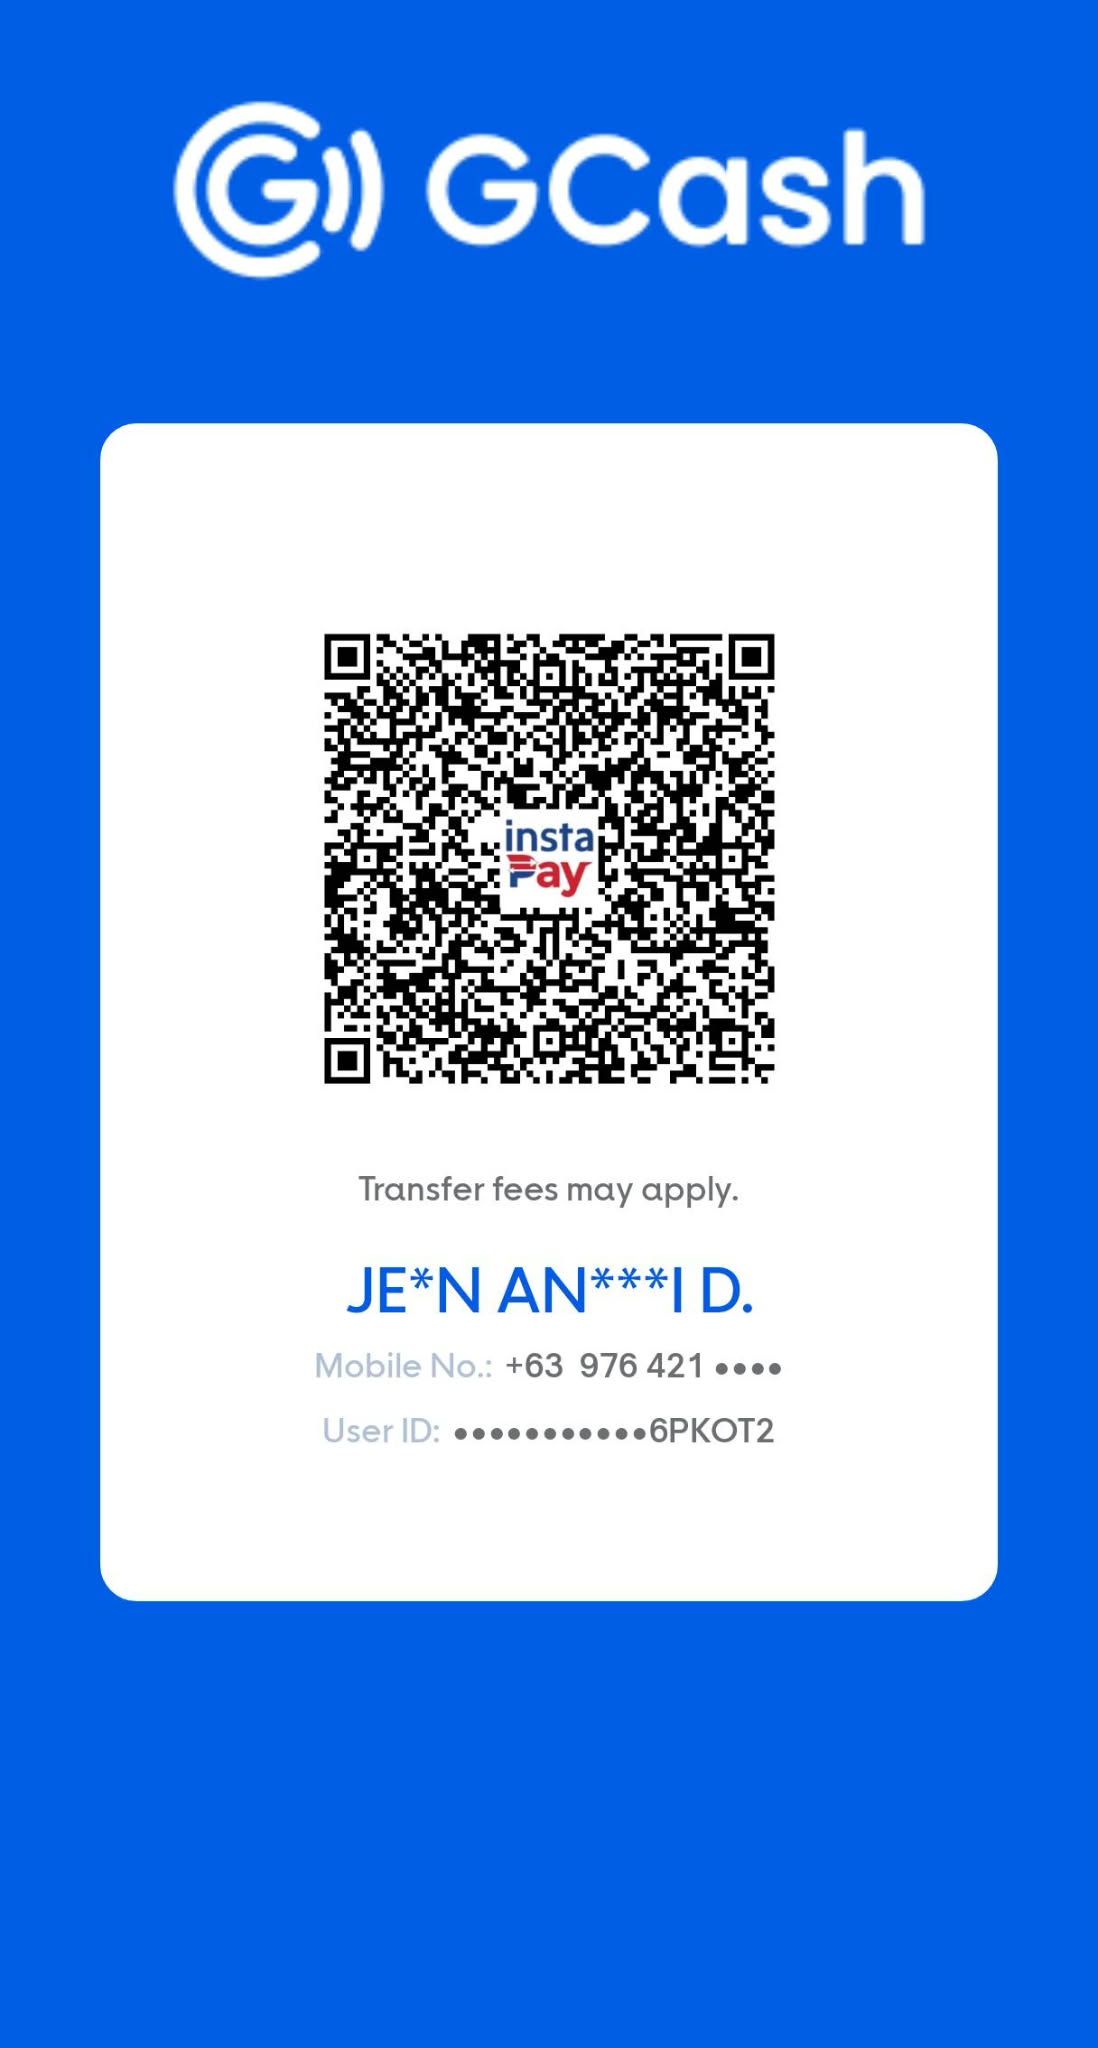 GCash
insta
Pay
Transfer fees may apply.
JE*N AN***I D.
Mobile No.: +63 976 421 ••••
User ID: •••••••••••6PKOT2